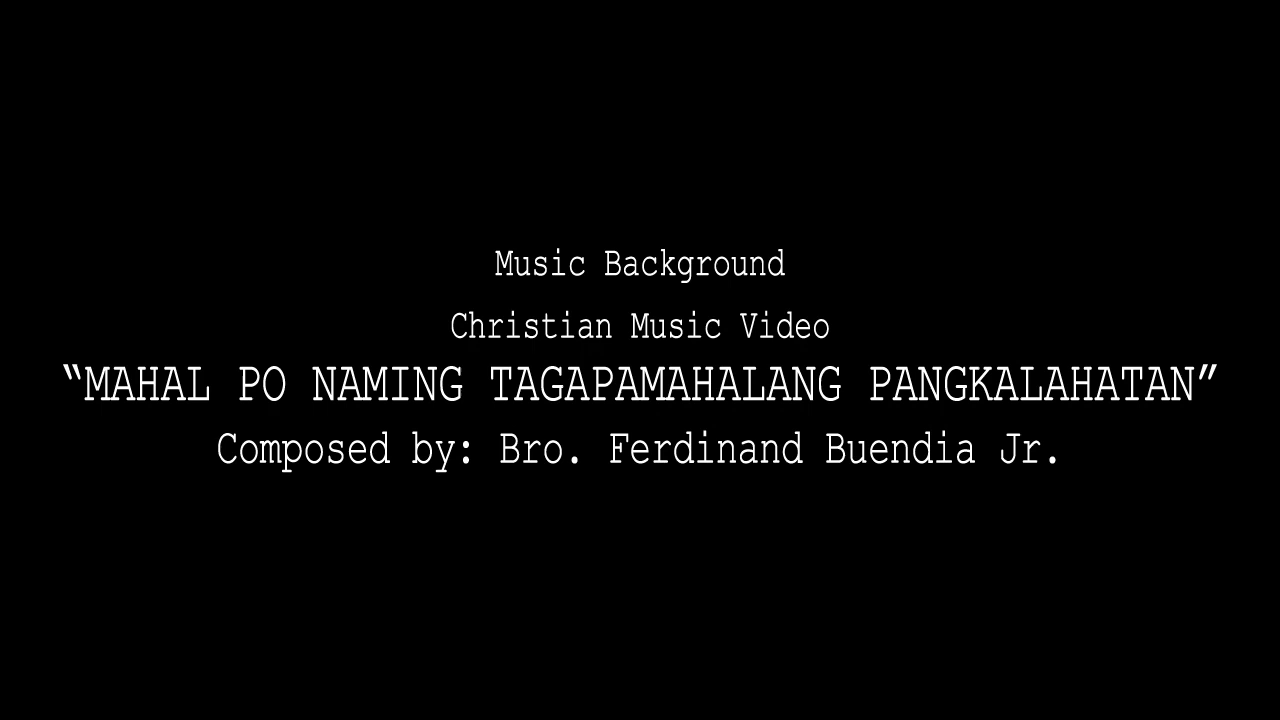 Music Background
Christian Music Video
“MAHAL PO NAMING TAGAPAMAHALANG PANGKALAHATAN”
Composed by: Bro. Ferdinand Buendia Jr.